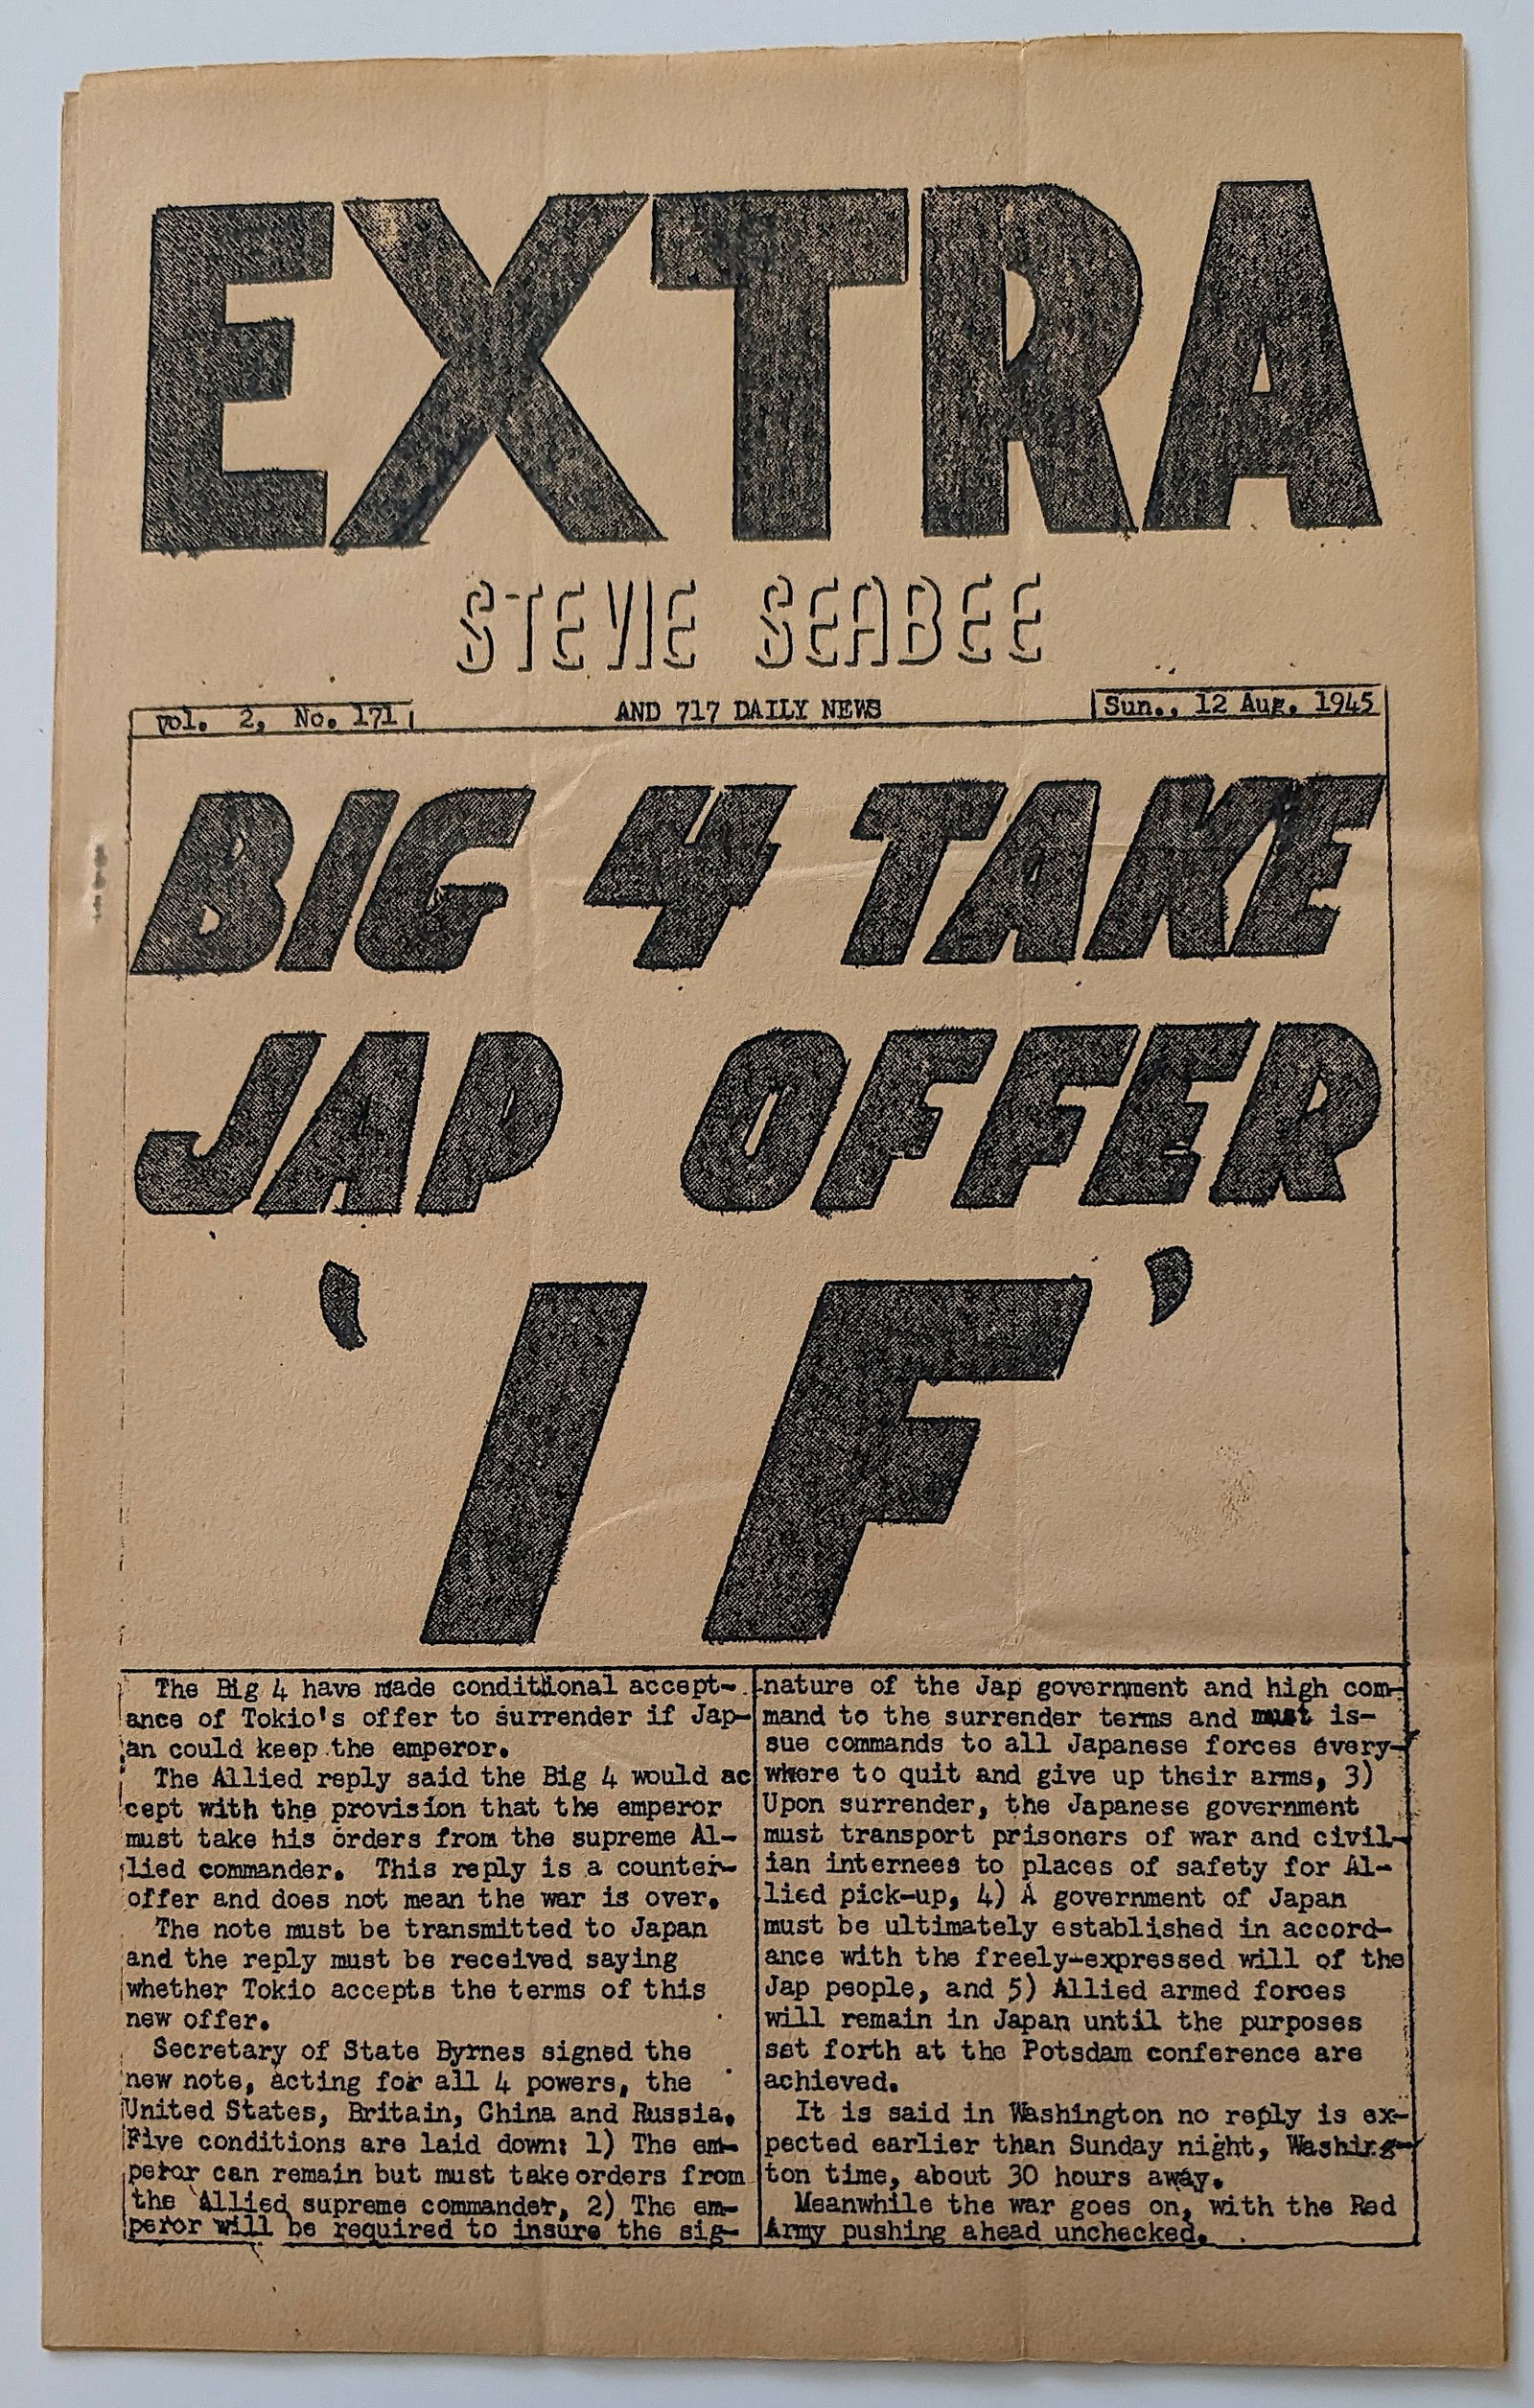 EXTRA
STEVIE SEABEE
Vol. 2, No. 171
AND 717 DAILY NEWS
Sun., 12 Aug. 1945
BIG 4 TAKE
JAP OFFER
'IF'
The Big 4 have made conditional accept-
ance of Tokio's offer to surrender if Jap-
an could keep the emperor.
The Allied reply said the Big 4 would ac
cept with the provision that the emperor
must take his orders from the supreme Al-
lied commander. This reply is a counter-
offer and does not mean the war is over.
The note must be transmitted to Japan
and the reply must be received saying
whether Tokio accepts the terms of this
new offer.
Secretary of State Byrnes signed the
new note, acting for all 4 powers, the
United States, Britain, China and Russia.
Five conditions are laid down: 1) The em-
peror can remain but must take orders from
the Allied supreme commander, 2) The em-
peror will be required to insure the sig-
nature of the Jap government and high com-
mand to the surrender terms and must is-
sue commands to all Japanese forces every-
where to quit and give up their arms, 3)
Upon surrender, the Japanese government
must transport prisoners of war and civil-
ian internees to places of safety for Al-
lied pick-up, 4) A government of Japan
must be ultimately established in accord-
ance with the freely-expressed will of the
Jap people, and 5) Allied armed forces
will remain in Japan until the purposes
set forth at the Potsdam conference are
achieved.
It is said in Washington no reply is ex-
pected earlier than Sunday night, Washing-
ton time, about 30 hours away.
Meanwhile the war goes on, with the Red
Army pushing ahead unchecked.